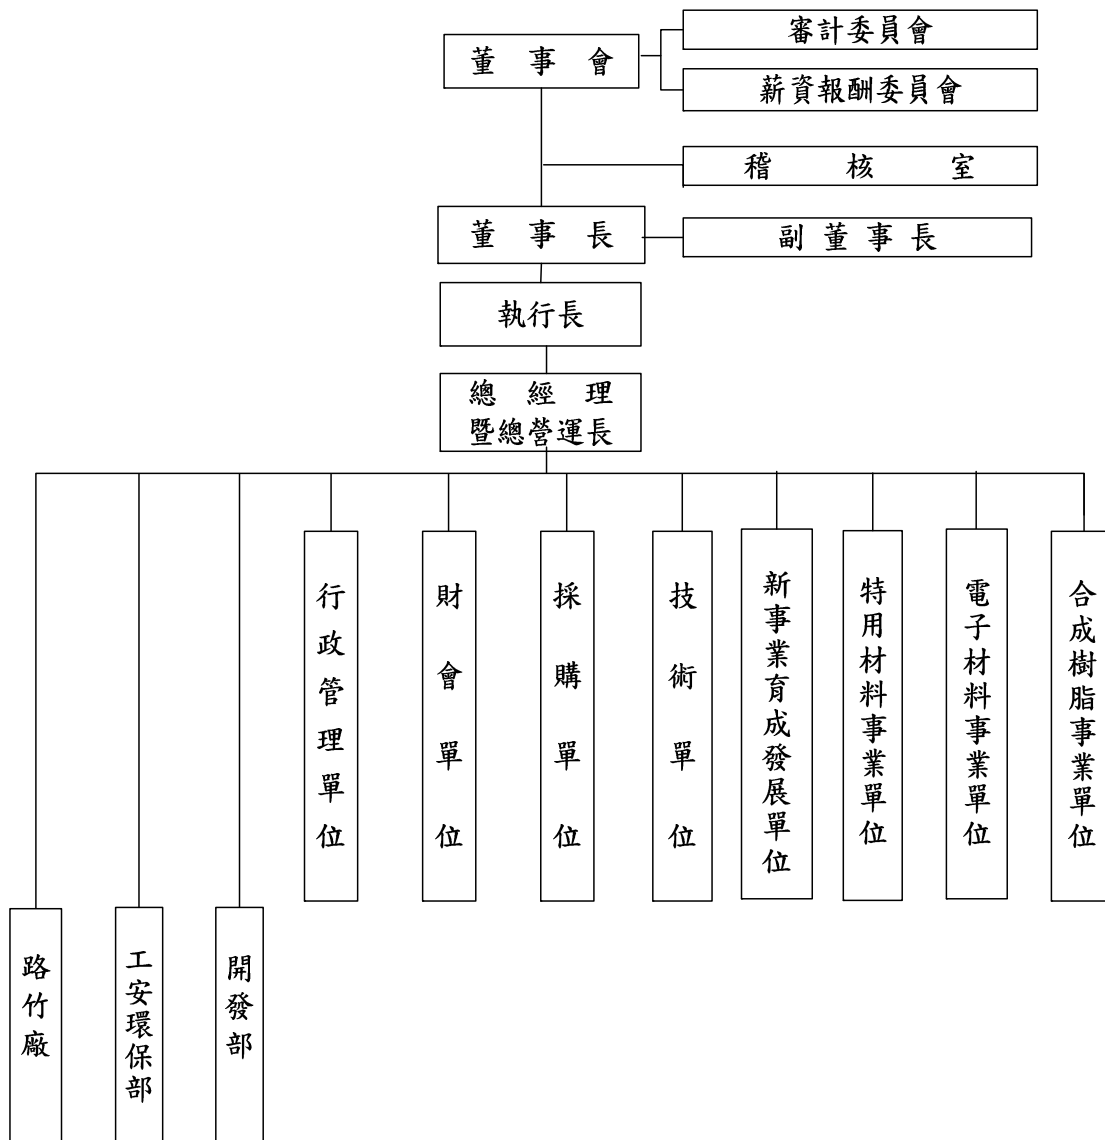 審計委員會
董事會
薪資報酬委員會
稽核室
董事長
副董事長
執行長
總經理
暨總營運長
行政管理單位
財會單位
採購單位
技術單位
新事業育成發展單位
特用材料事業單位
電子材料事業單位
合成樹脂事業單位
路竹廠
工安環保部
開發部